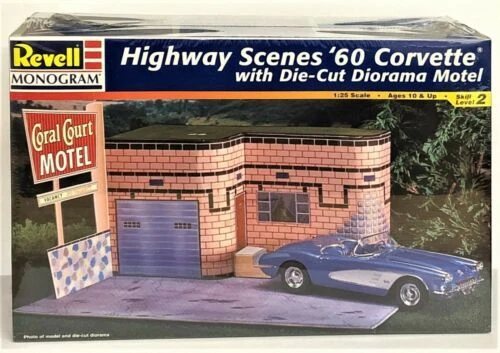 Revell
MONOGRAM
Highway Scenes '60 Corvette®
with Die-Cut Diorama Motel
1:25 Scale • Ages 10 & Up • Skill Level 2
Coral Court
MOTEL
VACANCY
Photo of model and die-cut diorama